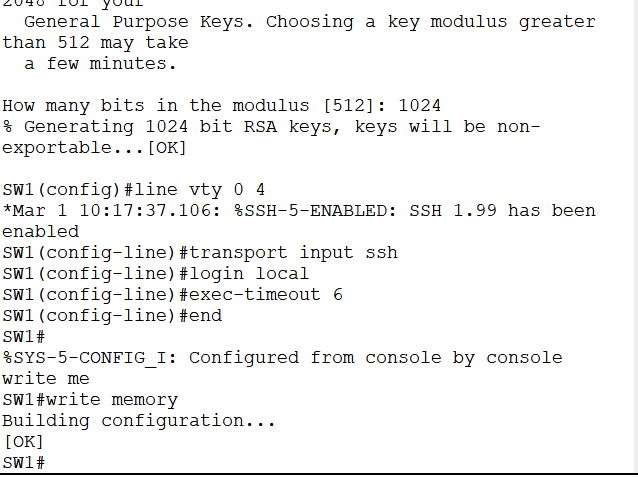 2048 for your
  General Purpose Keys. Choosing a key modulus greater
than 512 may take
  a few minutes.

How many bits in the modulus [512]: 1024
% Generating 1024 bit RSA keys, keys will be non-
exportable...[OK]

SW1(config)#line vty 0 4
*Mar 1 10:17:37.106: %SSH-5-ENABLED: SSH 1.99 has been
enabled
SW1(config-line)#transport input ssh
SW1(config-line)#login local
SW1(config-line)#exec-timeout 6
SW1(config-line)#end
SW1#
%SYS-5-CONFIG_I: Configured from console by console
write me
SW1#write memory
Building configuration...
[OK]
SW1#